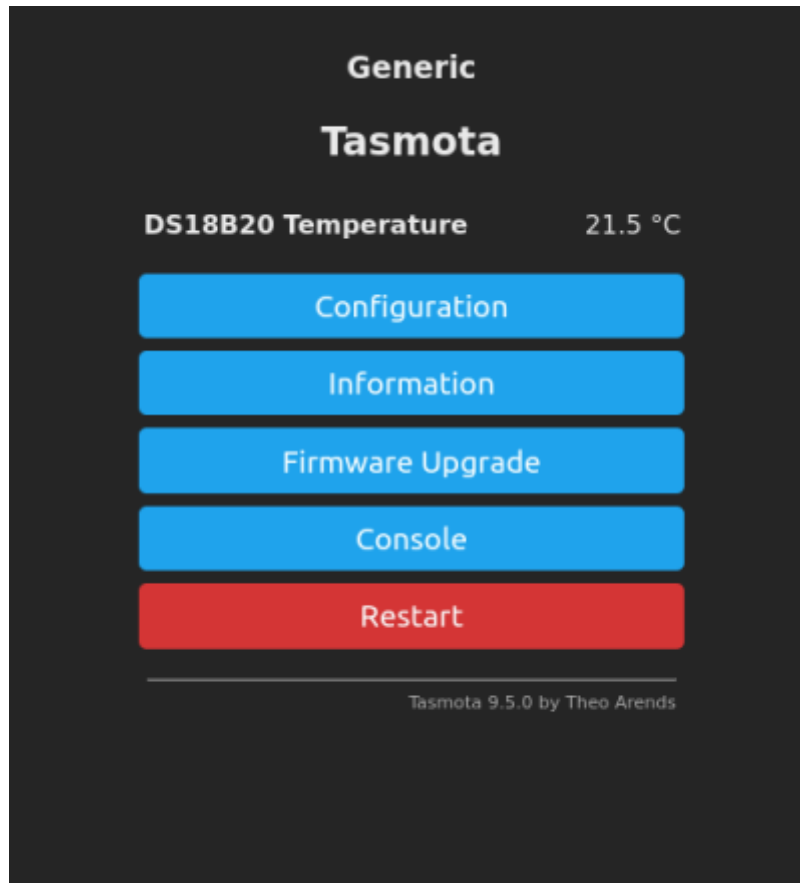 Generic
Tasmota
DS18B20 Temperature 21.5 °C
Configuration
Information
Firmware Upgrade
Console
Restart
Tasmota 9.5.0 by Theo Arends